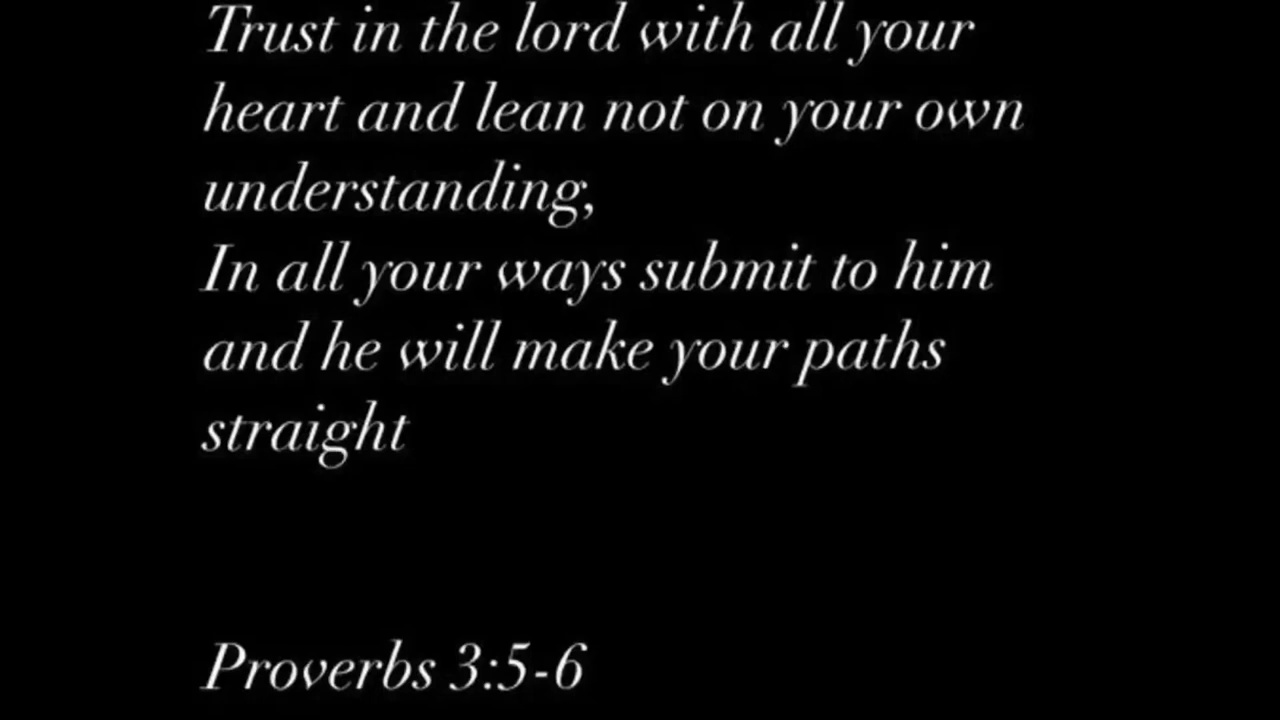 Trust in the lord with all your
heart and lean not on your own
understanding,
In all your ways submit to him
and he will make your paths
straight
Proverbs 3:5-6